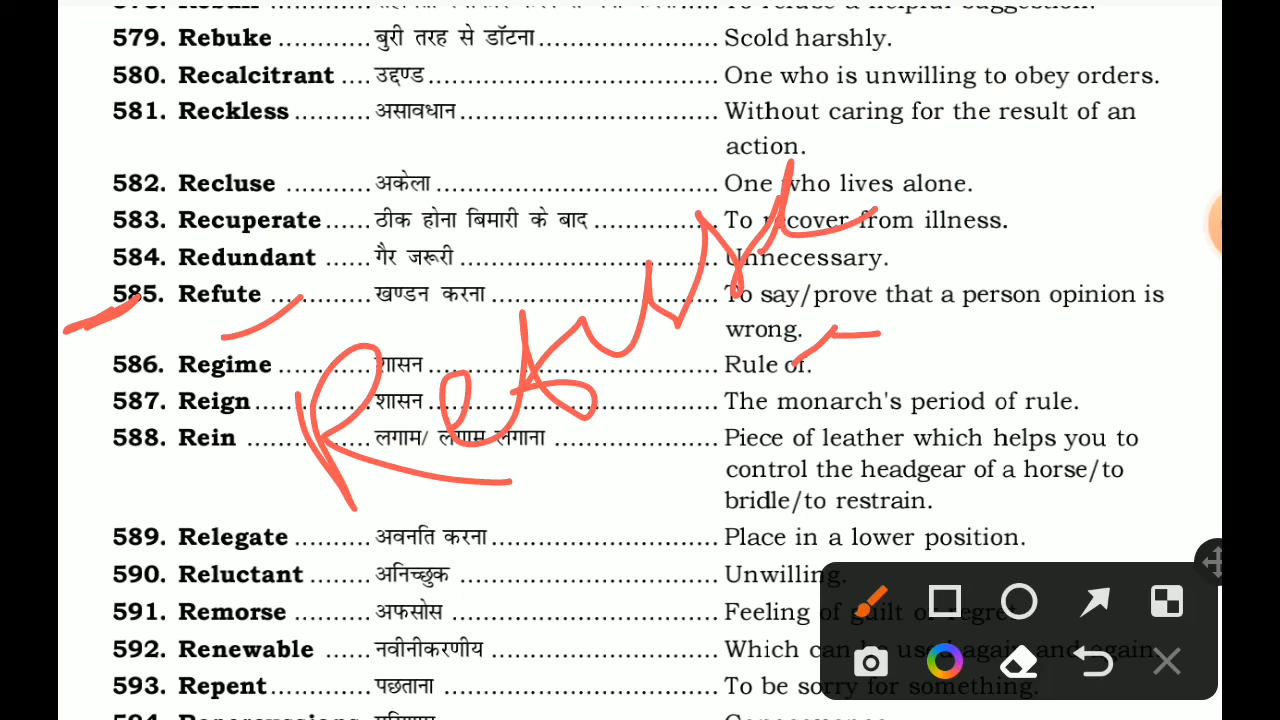 579. Rebuke ............ बुरी तरह से डॉटना ........................ Scold harshly.
580. Recalcitrant .... उद्दण्ड ...................................... One who is unwilling to obey orders.
581. Reckless .......... असावधान .................................. Without caring for the result of an
action.
582. Recluse ........... अकेला ..................................... One who lives alone.
583. Recuperate ...... ठीक होना बिमारी के बाद ................ To recover from illness.
584. Redundant ...... गैर जरूरी .................................. Unnecessary.
585. Refute ............. खण्डन करना .............................. To say/prove that a person opinion is
wrong.
586. Regime ............ शासन ...................................... Rule of.
587. Reign ............... शासन ...................................... The monarch's period of rule.
588. Rein ................ लगाम/ लगाम लगाना ..................... Piece of leather which helps you to
control the headgear of a horse/to
bridle/to restrain.
589. Relegate .......... अवनति करना .............................. Place in a lower position.
590. Reluctant ........ अनिच्छुक ................................... Unwilling.
591. Remorse .......... अफसोस ................................... Feeling of guilt or regret.
592. Renewable ...... नवीनीकरणीय ............................... Which can be used again and again.
593. Repent ............ पछताना .................................... To be sorry for something.